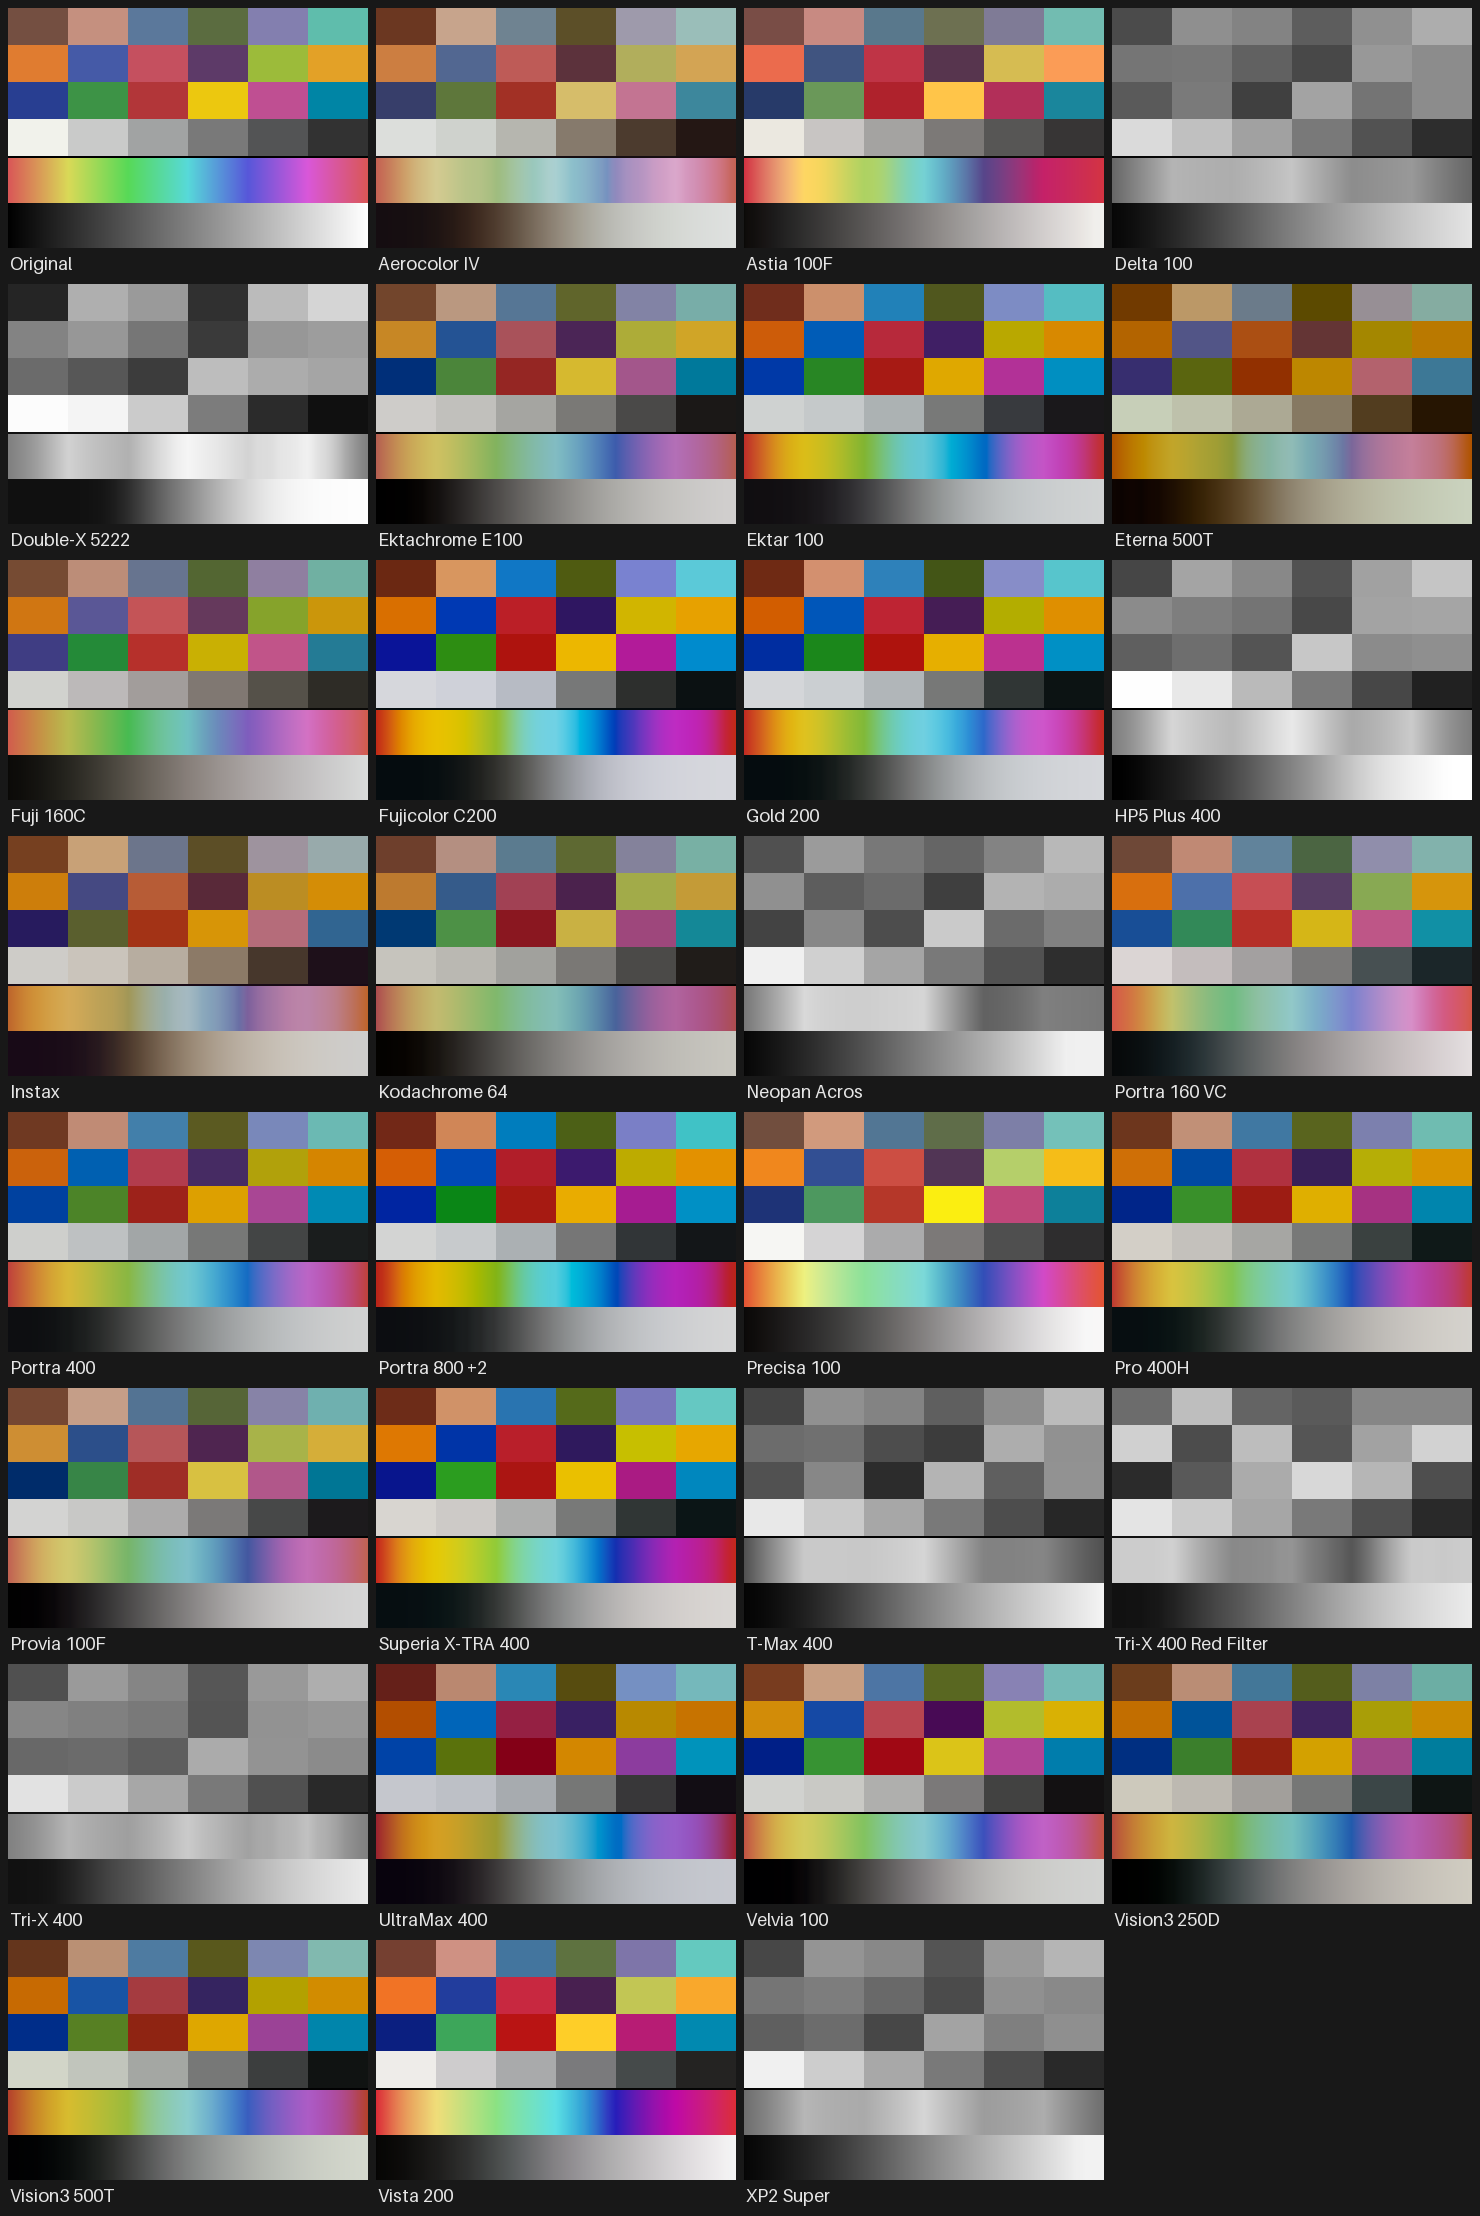 Original
Aerocolor IV
Astia 100F
Delta 100
Double-X 5222
Ektachrome E100
Ektar 100
Eterna 500T
Fuji 160C
Fujicolor C200
Gold 200
HP5 Plus 400
Instax
Kodachrome 64
Neopan Acros
Portra 160 VC
Portra 400
Portra 800 +2
Precisa 100
Pro 400H
Provia 100F
Superia X-TRA 400
T-Max 400
Tri-X 400 Red Filter
Tri-X 400
UltraMax 400
Velvia 100
Vision3 250D
Vision3 500T
Vista 200
XP2 Super